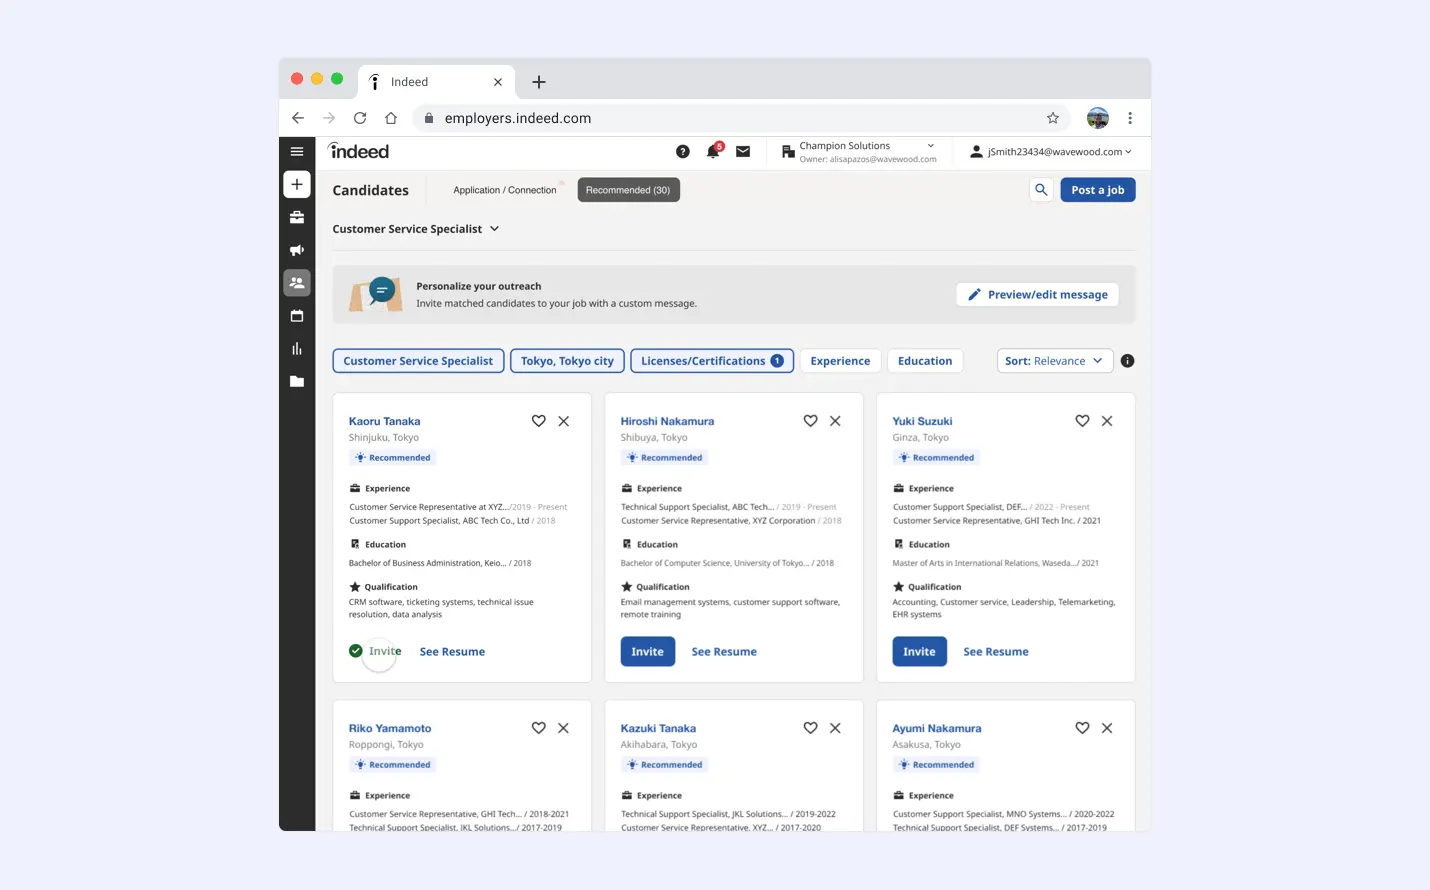 Indeed
employers.indeed.com
indeed
5
Champion Solutions
Owner: alisapazos@wavewood.com
jSmith23434@wavewood.com
Candidates
Application / Connection
Recommended (30)
Post a job
Customer Service Specialist
Personalize your outreach
Invite matched candidates to your job with a custom message.
Preview/edit message
Customer Service Specialist
Tokyo, Tokyo city
Licenses/Certifications 1
Experience
Education
Sort: Relevance
Kaoru Tanaka
Shinjuku, Tokyo
Recommended
Experience
Customer Service Representative at XYZ.../2019 - Present
Customer Support Specialist, ABC Tech Co., Ltd / 2018
Education
Bachelor of Business Administration, Keio... / 2018
Qualification
CRM software, ticketing systems, technical issue
resolution, data analysis
Invite
See Resume
Hiroshi Nakamura
Shibuya, Tokyo
Recommended
Experience
Technical Support Specialist, ABC Tech... / 2019 - Present
Customer Service Representative, XYZ Corporation / 2018
Education
Bachelor of Computer Science, University of Tokyo... / 2018
Qualification
Email management systems, customer support software,
remote training
Invite
See Resume
Yuki Suzuki
Ginza, Tokyo
Recommended
Experience
Customer Support Specialist, DEF... / 2022 - Present
Customer Service Representative, GHI Tech Inc. / 2021
Education
Master of Arts in International Relations, Waseda.../ 2021
Qualification
Accounting, Customer service, Leadership, Telemarketing,
EHR systems
Invite
See Resume
Riko Yamamoto
Roppongi, Tokyo
Recommended
Experience
Customer Service Representative, GHI Tech... / 2018-2021
Technical Support Specialist, JKL Solutions.../ 2017-2019
Kazuki Tanaka
Akihabara, Tokyo
Recommended
Experience
Technical Support Specialist, JKL Solutions... / 2019-2022
Customer Service Representative, XYZ... / 2017-2020
Ayumi Nakamura
Asakusa, Tokyo
Recommended
Experience
Customer Support Specialist, MNO Systems... / 2020-2022
Technical Support Specialist, DEF Systems... / 2017-2019